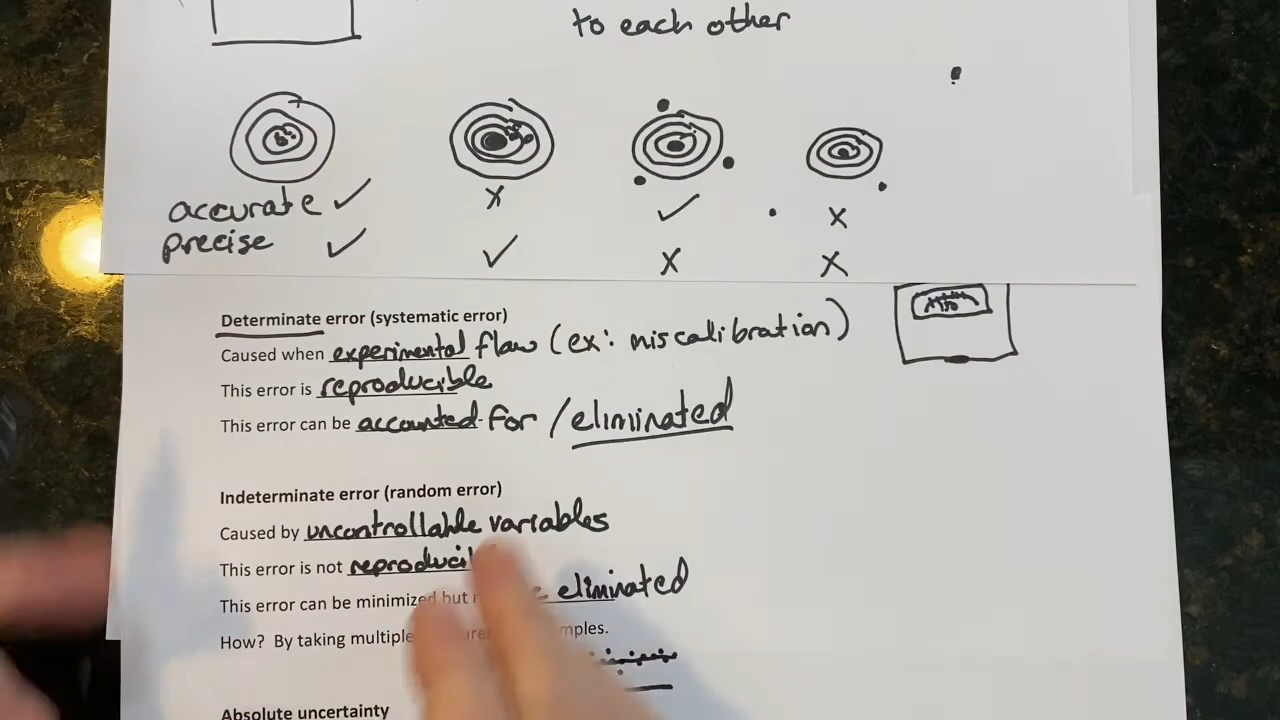 to each other
accurate ✓ x ✓ x
precise ✓ ✓ x x
Determinate error (systematic error)
Caused when experimental flaw (ex: miscalibration)
This error is reproducible
This error can be accounted for / eliminated
Indeterminate error (random error)
Caused by uncontrollable variables
This error is not
This error can be minimized but eliminated
How? By taking multiple
Absolute uncertainty